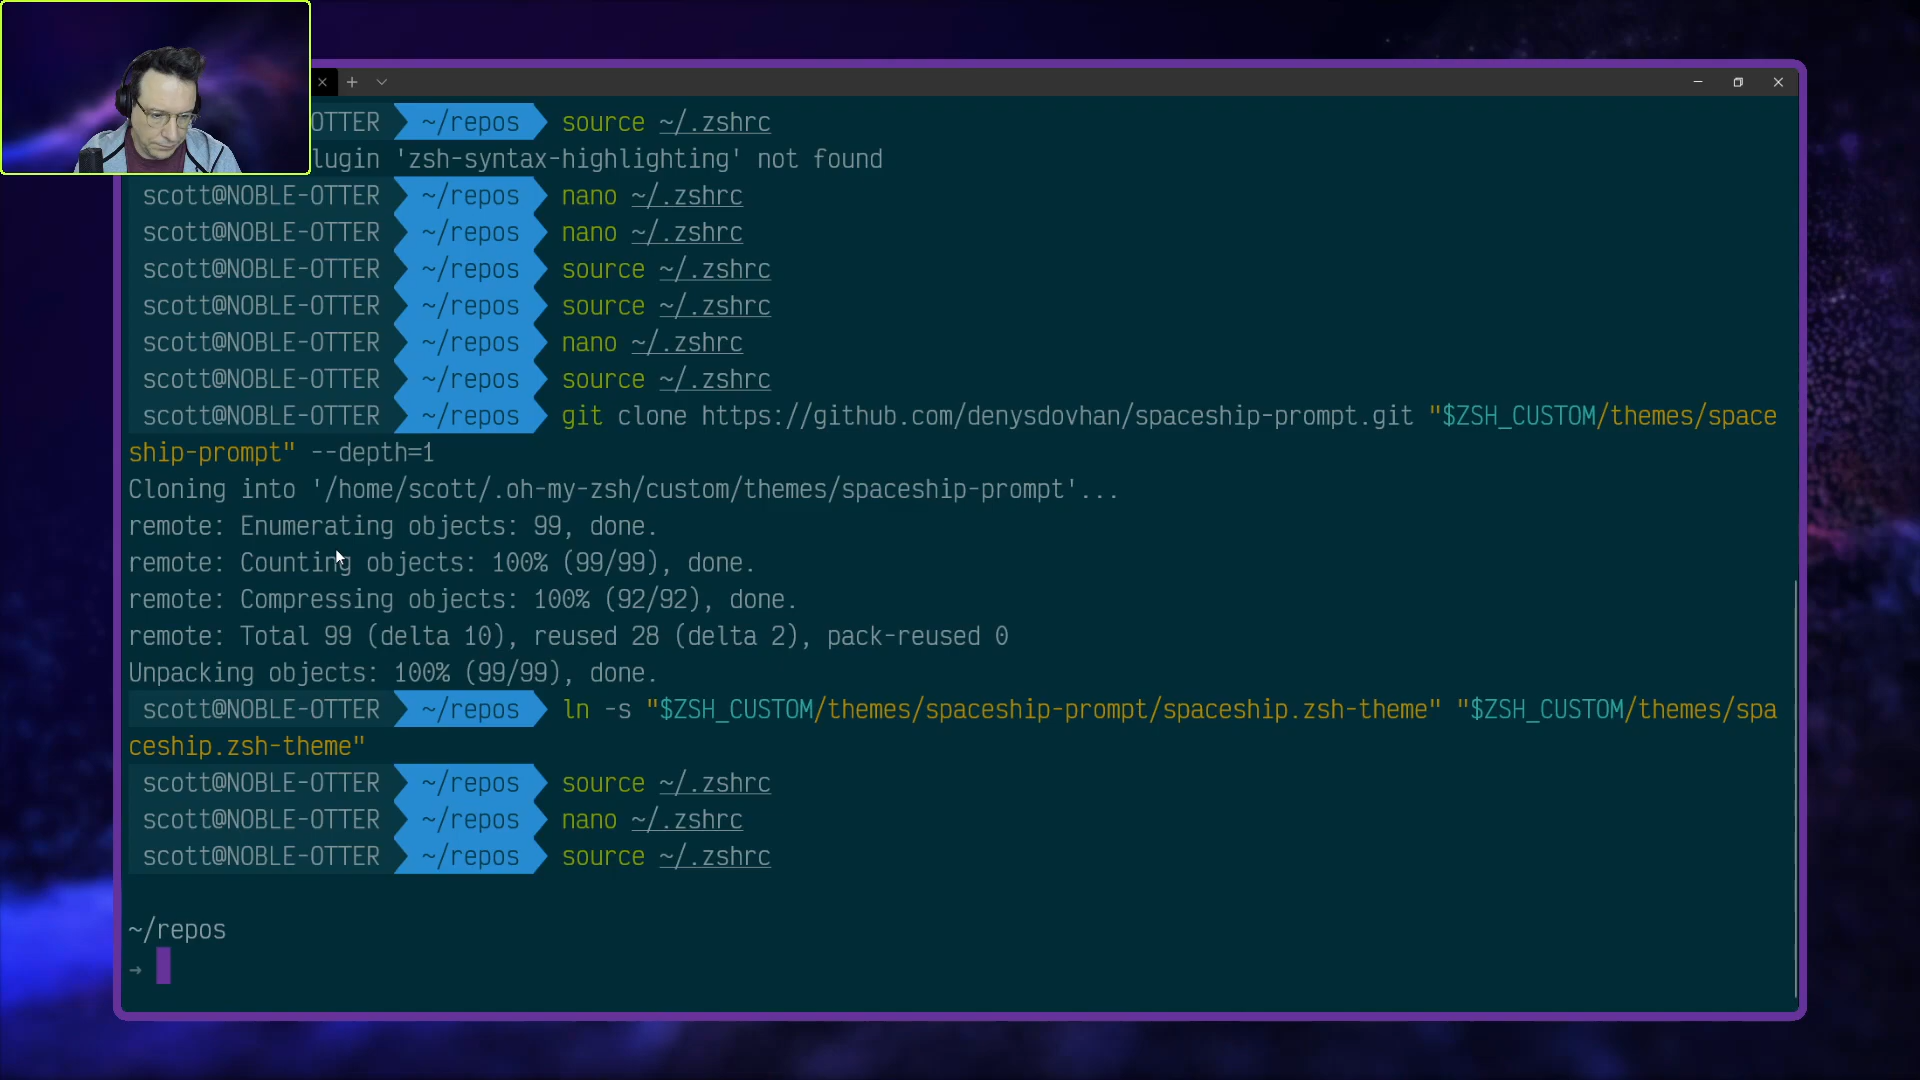 OTTER ~/repos source ~/.zshrc
lugin 'zsh-syntax-highlighting' not found
scott@NOBLE-OTTER ~/repos nano ~/.zshrc
scott@NOBLE-OTTER ~/repos nano ~/.zshrc
scott@NOBLE-OTTER ~/repos source ~/.zshrc
scott@NOBLE-OTTER ~/repos source ~/.zshrc
scott@NOBLE-OTTER ~/repos nano ~/.zshrc
scott@NOBLE-OTTER ~/repos source ~/.zshrc
scott@NOBLE-OTTER ~/repos git clone https://github.com/denysdovhan/spaceship-prompt.git "$ZSH_CUSTOM/themes/space
ship-prompt" --depth=1
Cloning into '/home/scott/.oh-my-zsh/custom/themes/spaceship-prompt'...
remote: Enumerating objects: 99, done.
remote: Counting objects: 100% (99/99), done.
remote: Compressing objects: 100% (92/92), done.
remote: Total 99 (delta 10), reused 28 (delta 2), pack-reused 0
Unpacking objects: 100% (99/99), done.
scott@NOBLE-OTTER ~/repos ln -s "$ZSH_CUSTOM/themes/spaceship-prompt/spaceship.zsh-theme" "$ZSH_CUSTOM/themes/spa
ceship.zsh-theme"
scott@NOBLE-OTTER ~/repos source ~/.zshrc
scott@NOBLE-OTTER ~/repos nano ~/.zshrc
scott@NOBLE-OTTER ~/repos source ~/.zshrc
~/repos
→